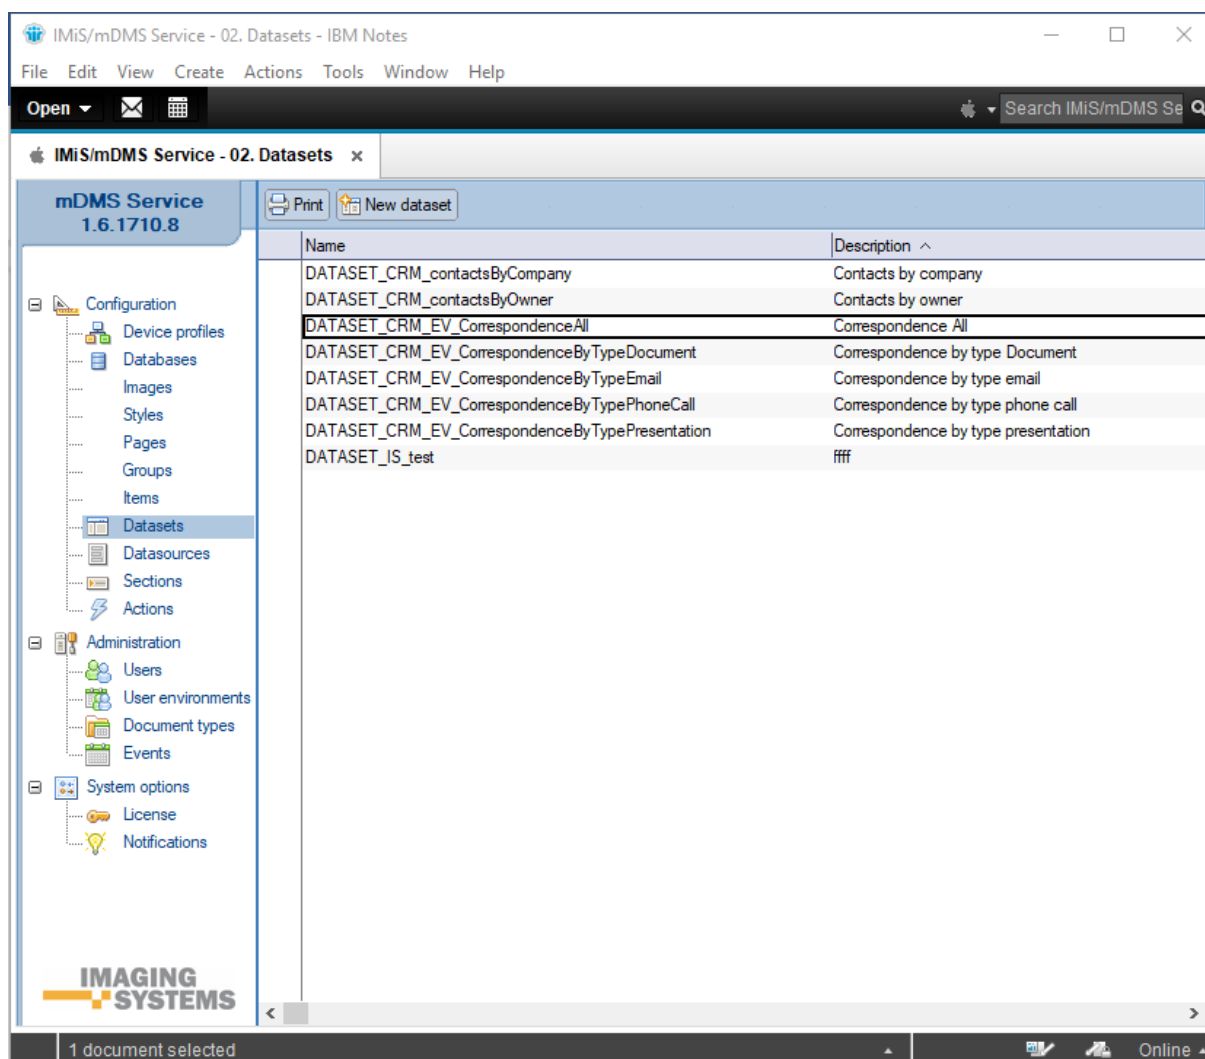 IMiS/mDMS Service - 02. Datasets - IBM Notes
File Edit View Create Actions Tools Window Help
Open Search IMiS/mDMS Se
IMiS/mDMS Service - 02. Datasets x
mDMS Service
1.6.1710.8
Print New dataset
Name Description
DATASET_CRM_contactsByCompany Contacts by company
DATASET_CRM_contactsByOwner Contacts by owner
DATASET_CRM_EV_CorrespondenceAll Correspondence All
DATASET_CRM_EV_CorrespondenceByTypeDocument Correspondence by type Document
DATASET_CRM_EV_CorrespondenceByTypeEmail Correspondence by type email
DATASET_CRM_EV_CorrespondenceByTypePhoneCall Correspondence by type phone call
DATASET_CRM_EV_CorrespondenceByTypePresentation Correspondence by type presentation
DATASET_IS_test ffff
Configuration
Device profiles
Databases
Images
Styles
Pages
Groups
Items
Datasets
Datasources
Sections
Actions
Administration
Users
User environments
Document types
Events
System options
License
Notifications
IMAGING
SYSTEMS
1 document selected Online